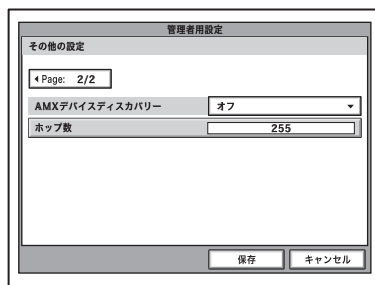 管理者用設定
その他の設定
Page: 2/2
AMXデバイスディスカバリー オフ
ホップ数 255
保存 キャンセル